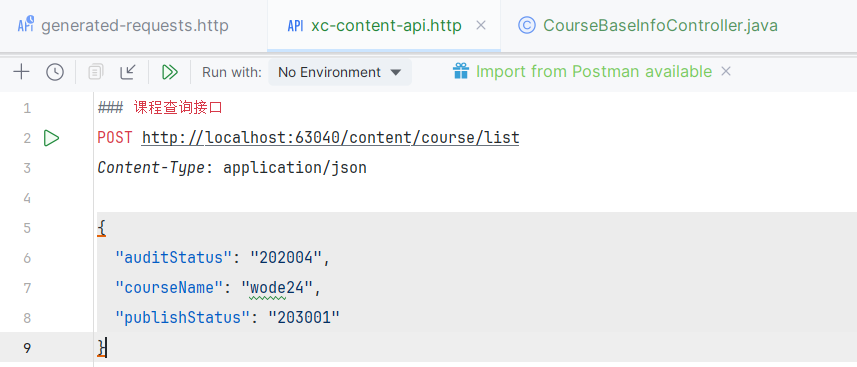 API generated-requests.http
API xc-content-api.http
C CourseBaseInfoController.java
Run with: No Environment
Import from Postman available
1 ### 课程查询接口
2 POST http://localhost:63040/content/course/list
3 Content-Type: application/json
4
5 {
6 "auditStatus": "202004",
7 "courseName": "wode24",
8 "publishStatus": "203001"
9 }